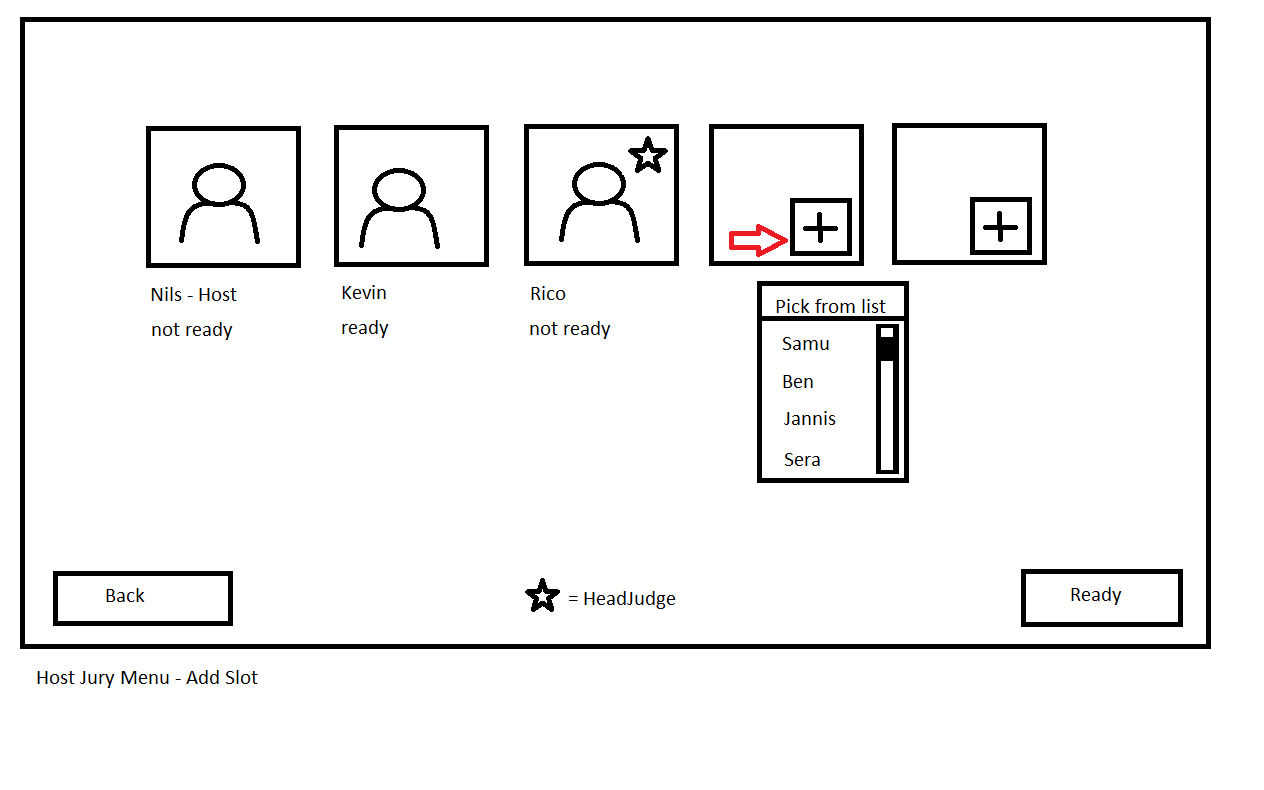 Nils - Host
not ready
Kevin
ready
Rico
not ready
Pick from list
Samu
Ben
Jannis
Sera
Back
= HeadJudge
Ready
Host Jury Menu - Add Slot